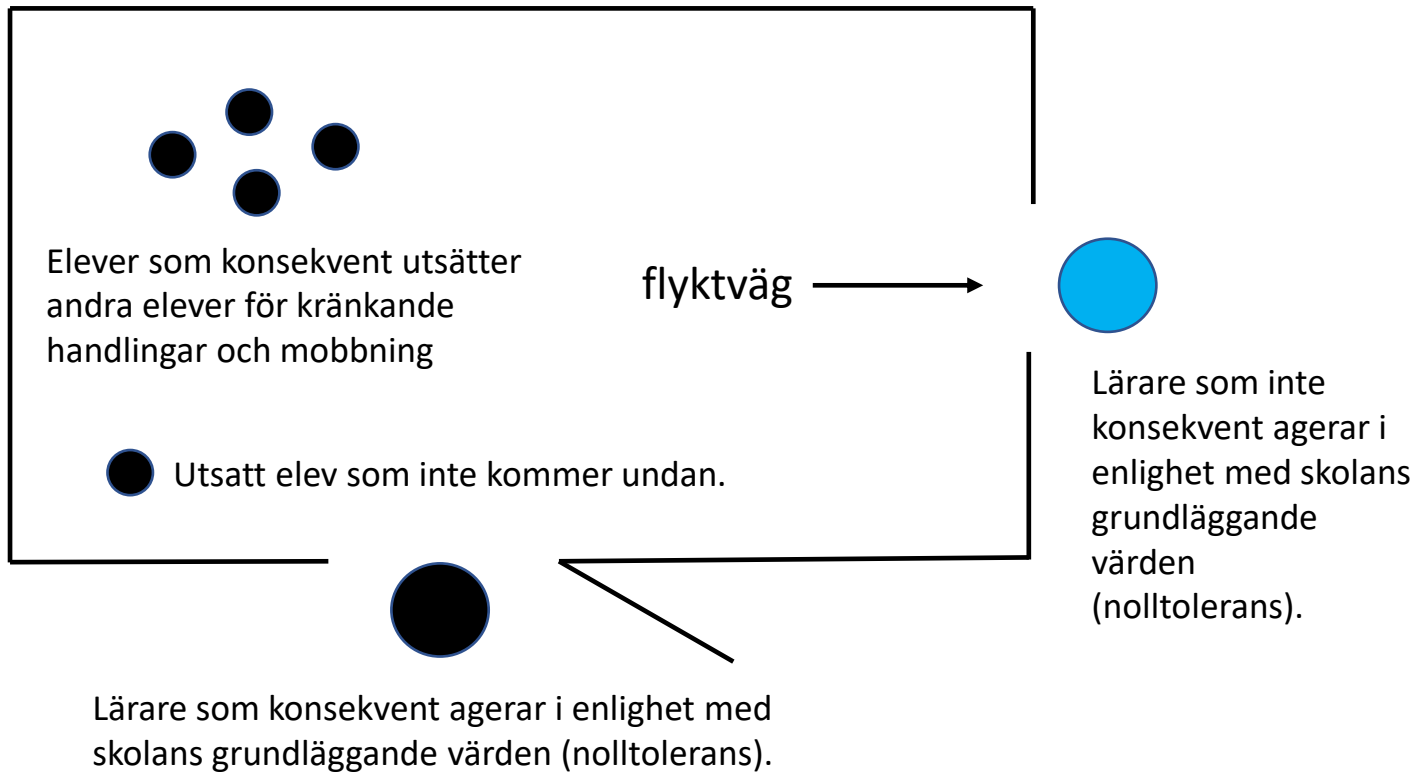 Elever som konsekvent utsätter
andra elever för kränkande
handlingar och mobbning
flyktväg
Lärare som inte
konsekvent agerar i
enlighet med skolans
grundläggande
värden
(nolltolerans).
Utsatt elev som inte kommer undan.
Lärare som konsekvent agerar i enlighet med
skolans grundläggande värden (nolltolerans).